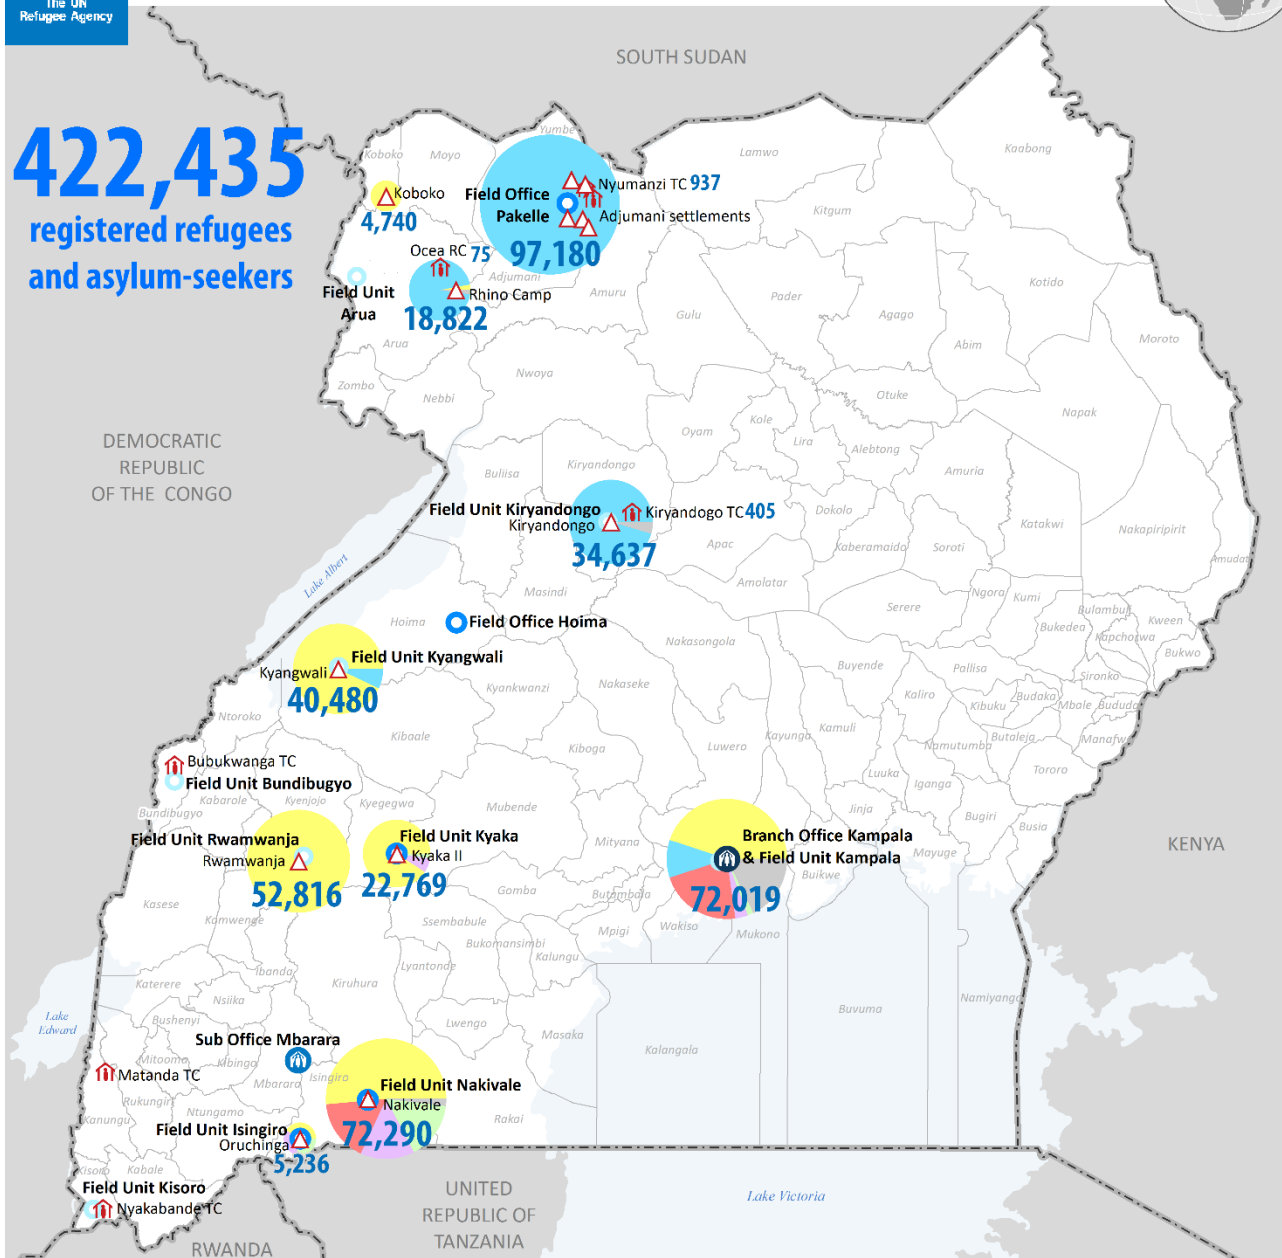 The UN
Refugee Agency
SOUTH SUDAN
422,435
registered refugees
and asylum-seekers
Yumbe
Koboko
Moyo
Lamwo
Kaabong
Koboko
4,740
Field Office
Pakelle
Nyumanzi TC 937
Adjumani settlements
97,180
Kitgum
Ocea RC 75
Adjumani
Rhino Camp
18,822
Field Unit
Arua
Amuru
Kotido
Pader
Gulu
Agago
Abim
Moroto
Arua
Zombo
Nebbi
Nwoya
Otuke
Napak
DEMOCRATIC
REPUBLIC
OF THE CONGO
Oyam
Kole
Lira
Alebtong
Amuria
Buliisa
Kiryandongo
Field Unit Kiryandongo
Kiryandongo
Kiryandogo TC 405
34,637
Dokolo
Apac
Kaberamaido
Soroti
Katakwi
Nakapiripirit
Amudat
Lake Albert
Masindi
Amolatar
Serere
Ngora
Kumi
Bukedea
Bulambuli
Kapchorwa
Kween
Bukwo
Hoima
Field Office Hoima
Nakasongola
Field Unit Kyangwali
Kyangwali
40,480
Kyankwanzi
Nakaseke
Buyende
Pallisa
Sironko
Kaliro
Kibuku
Budaka
Mbale
Bududa
Ntoroko
Kibaale
Kiboga
Luwero
Kayunga
Kamuli
Namutumba
Butaleja
Manafwa
Bubukwanga TC
Field Unit Bundibugyo
Bundibugyo
Kabarole
Kyenjojo
Kyegegwa
Mubende
Luuka
Iganga
Tororo
Jinja
Bugiri
Busia
Field Unit Rwamwanja
Rwamwanja
52,816
Field Unit Kyaka
Kyaka II
22,769
Mityana
Branch Office Kampala
& Field Unit Kampala
72,019
Mayuge
Buikwe
KENYA
Kasese
Kamwenge
Gomba
Butambala
Ssembabule
Mpigi
Wakiso
Mukono
Bukomansimbi
Kalungu
Lyantonde
Katerere
Ibanda
Kiruhura
Nsiika
Bushenyi
Lake
Edward
Lwengo
Masaka
Kalangala
Buvuma
Namiyango
Sub Office Mbarara
Mitooma
Kibingo
Mbarara
Isingiro
Matanda TC
Rukungiri
Kanungu
Ntungamo
Field Unit Nakivale
Nakivale
72,290
Rakai
Field Unit Isingiro
Oruchinga
5,236
Kisoro
Kabale
Field Unit Kisoro
Nyakabande TC
RWANDA
UNITED
REPUBLIC OF
TANZANIA
Lake Victoria